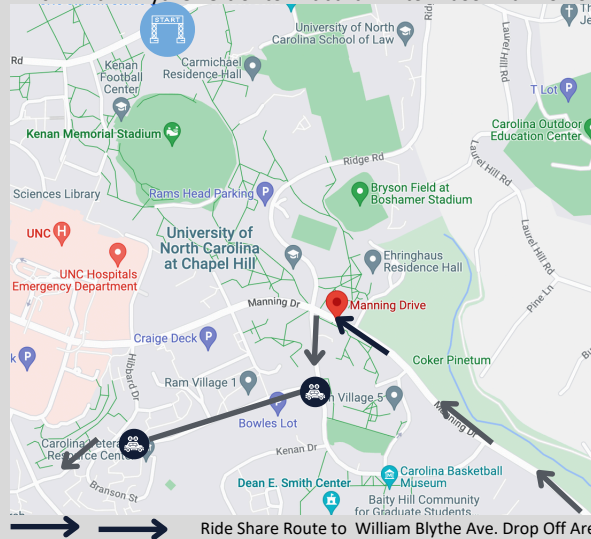 START
University of North
Carolina School of Law
Rd
Kenan
Football
Center
Carmichael
Residence Hall
Laurel Hill Rd
T Lot
P
Kenan Memorial Stadium
Carolina Outdoor
Education Center
Ridge Rd
Laurel Hill Rd
Sciences Library
Rams Head Parking
P
Bryson Field at
Boshamer Stadium
UNC
H
University of
North Carolina
at Chapel Hill
Laurel Hill Rd
UNC Hospitals
Emergency Department
Ehringhaus
Residence Hall
Pine Ln
Manning Dr
Manning Drive
Craige Deck
P
P
Hibbard Dr
Coker Pinetum
Ram Village 1
Village 5
P
Bowles Lot
Manning Dr
Kenan Dr
Branson St
Dean E. Smith Center
Carolina Basketball
Museum
Baity Hill Community
for Graduate Students
Ride Share Route to William Blythe Ave. Drop Off